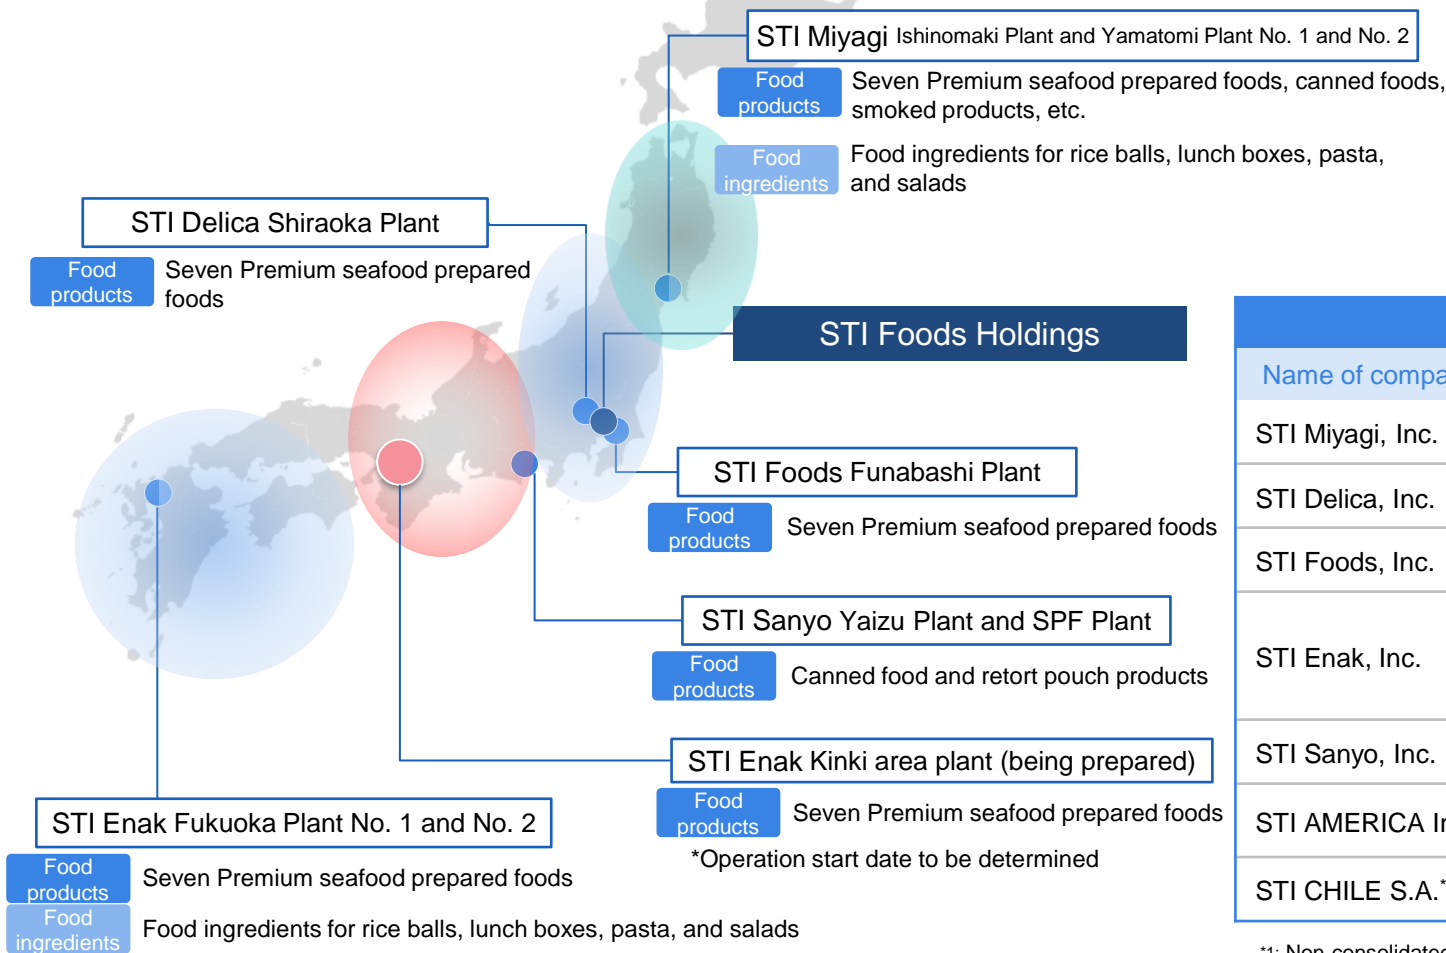 STI Miyagi Ishinomaki Plant and Yamatomi Plant No. 1 and No. 2
Food
products
Seven Premium seafood prepared foods, canned foods,
smoked products, etc.
Food
ingredients
Food ingredients for rice balls, lunch boxes, pasta,
and salads
STI Delica Shiraoka Plant
Food
products
Seven Premium seafood prepared
foods
STI Foods Holdings
STI Foods Funabashi Plant
Food
products
Seven Premium seafood prepared foods
STI Sanyo Yaizu Plant and SPF Plant
Food
products
Canned food and retort pouch products
STI Enak Kinki area plant (being prepared)
Food
products
Seven Premium seafood prepared foods
*Operation start date to be determined
STI Enak Fukuoka Plant No. 1 and No. 2
Food
products
Seven Premium seafood prepared foods
Food
ingredients
Food ingredients for rice balls, lunch boxes, pasta, and salads
Name of compa
STI Miyagi, Inc.
STI Delica, Inc.
STI Foods, Inc.
STI Enak, Inc.
STI Sanyo, Inc.
STI AMERICA In
STI CHILE S.A.*
*1: Non-consolidated